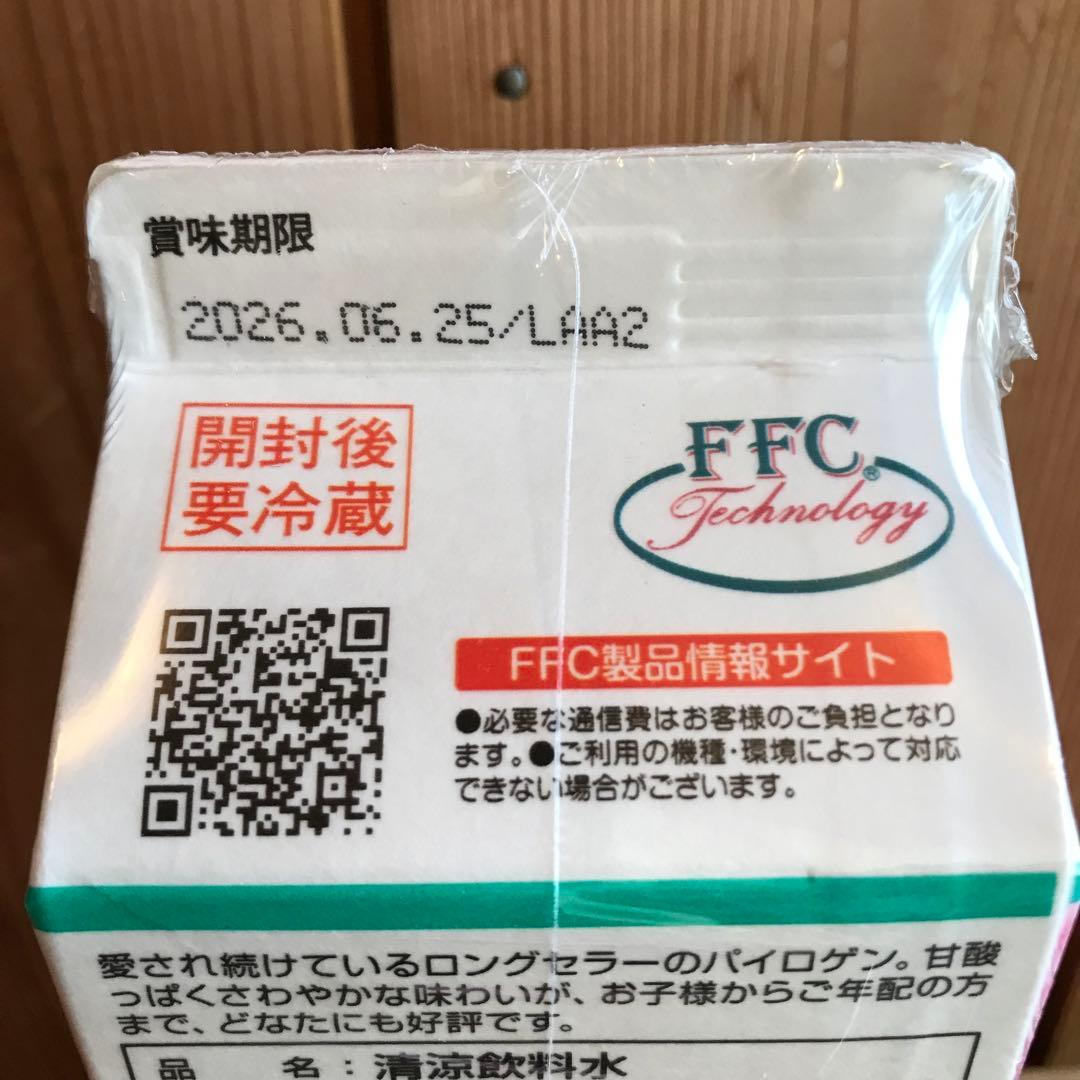 賞味期限
2026.06.25/LAA2
開封後
要冷蔵
FFC®
Technology
FFC製品情報サイト
●必要な通信費はお客様のご負担となり
ます。●ご利用の機種・環境によって対応
できない場合がございます。
愛され続けているロングセラーのパイロゲン。甘酸
っぱくさわやかな味わいが、お子様からご年配の方
まで、どなたにも好評です。
品　　　名：清涼飲料水